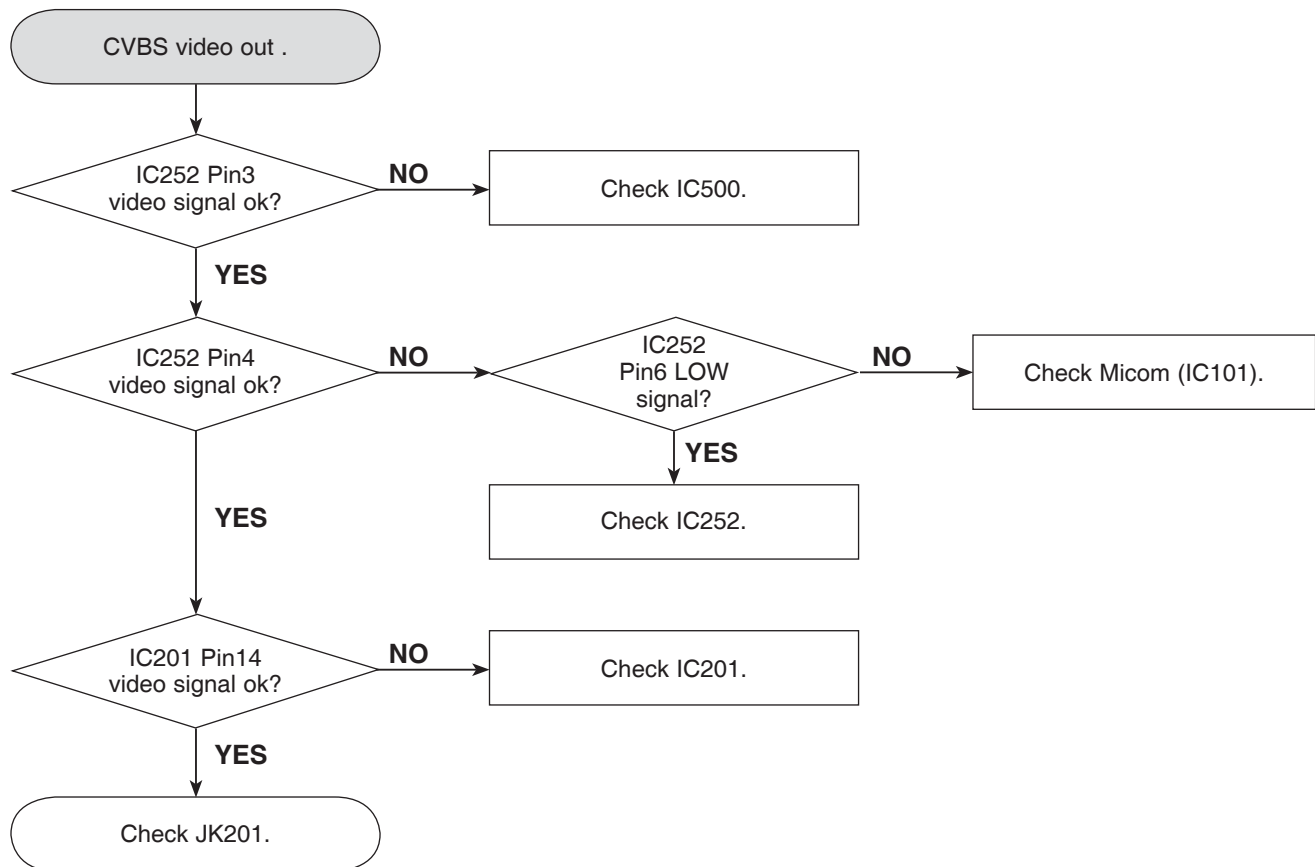 CVBS video out .
IC252 Pin3
video signal ok?
NO
Check IC500.
YES
IC252 Pin4
video signal ok?
NO
IC252
Pin6 LOW
signal?
NO
Check Micom (IC101).
YES
Check IC252.
YES
IC201 Pin14
video signal ok?
NO
Check IC201.
YES
Check JK201.